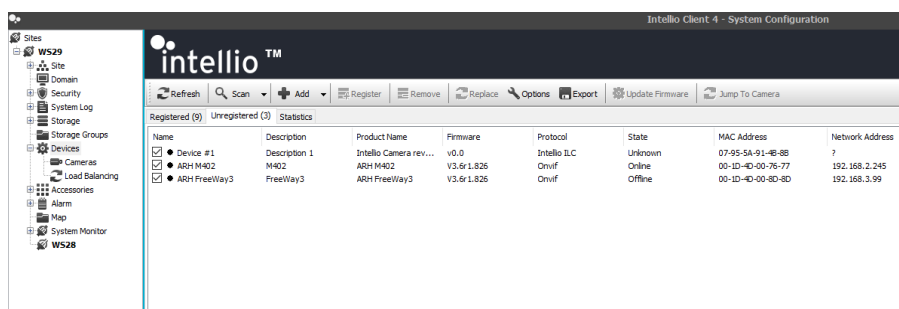 Intellio Client 4 - System Configuration
Sites
WS29
Site
Domain
Security
System Log
Storage
Storage Groups
Devices
Cameras
Load Balancing
Accessories
Alarm
Map
System Monitor
WS28
intellio ™
Refresh Scan Add Register Remove Replace Options Export Update Firmware Jump To Camera
Registered (9) Unregistered (3) Statistics
Name Description Product Name Firmware Protocol State MAC Address Network Address
Device #1 Description 1 Intellio Camera rev... v0.0 Intellio ILC Unknown 07-95-5A-91-4B-8B ?
ARH M402 M402 ARH M402 V3.6r1.826 Onvif Online 00-1D-4D-00-76-77 192.168.2.245
ARH FreeWay3 FreeWay3 ARH FreeWay3 V3.6r1.826 Onvif Offline 00-1D-4D-00-8D-8D 192.168.3.99